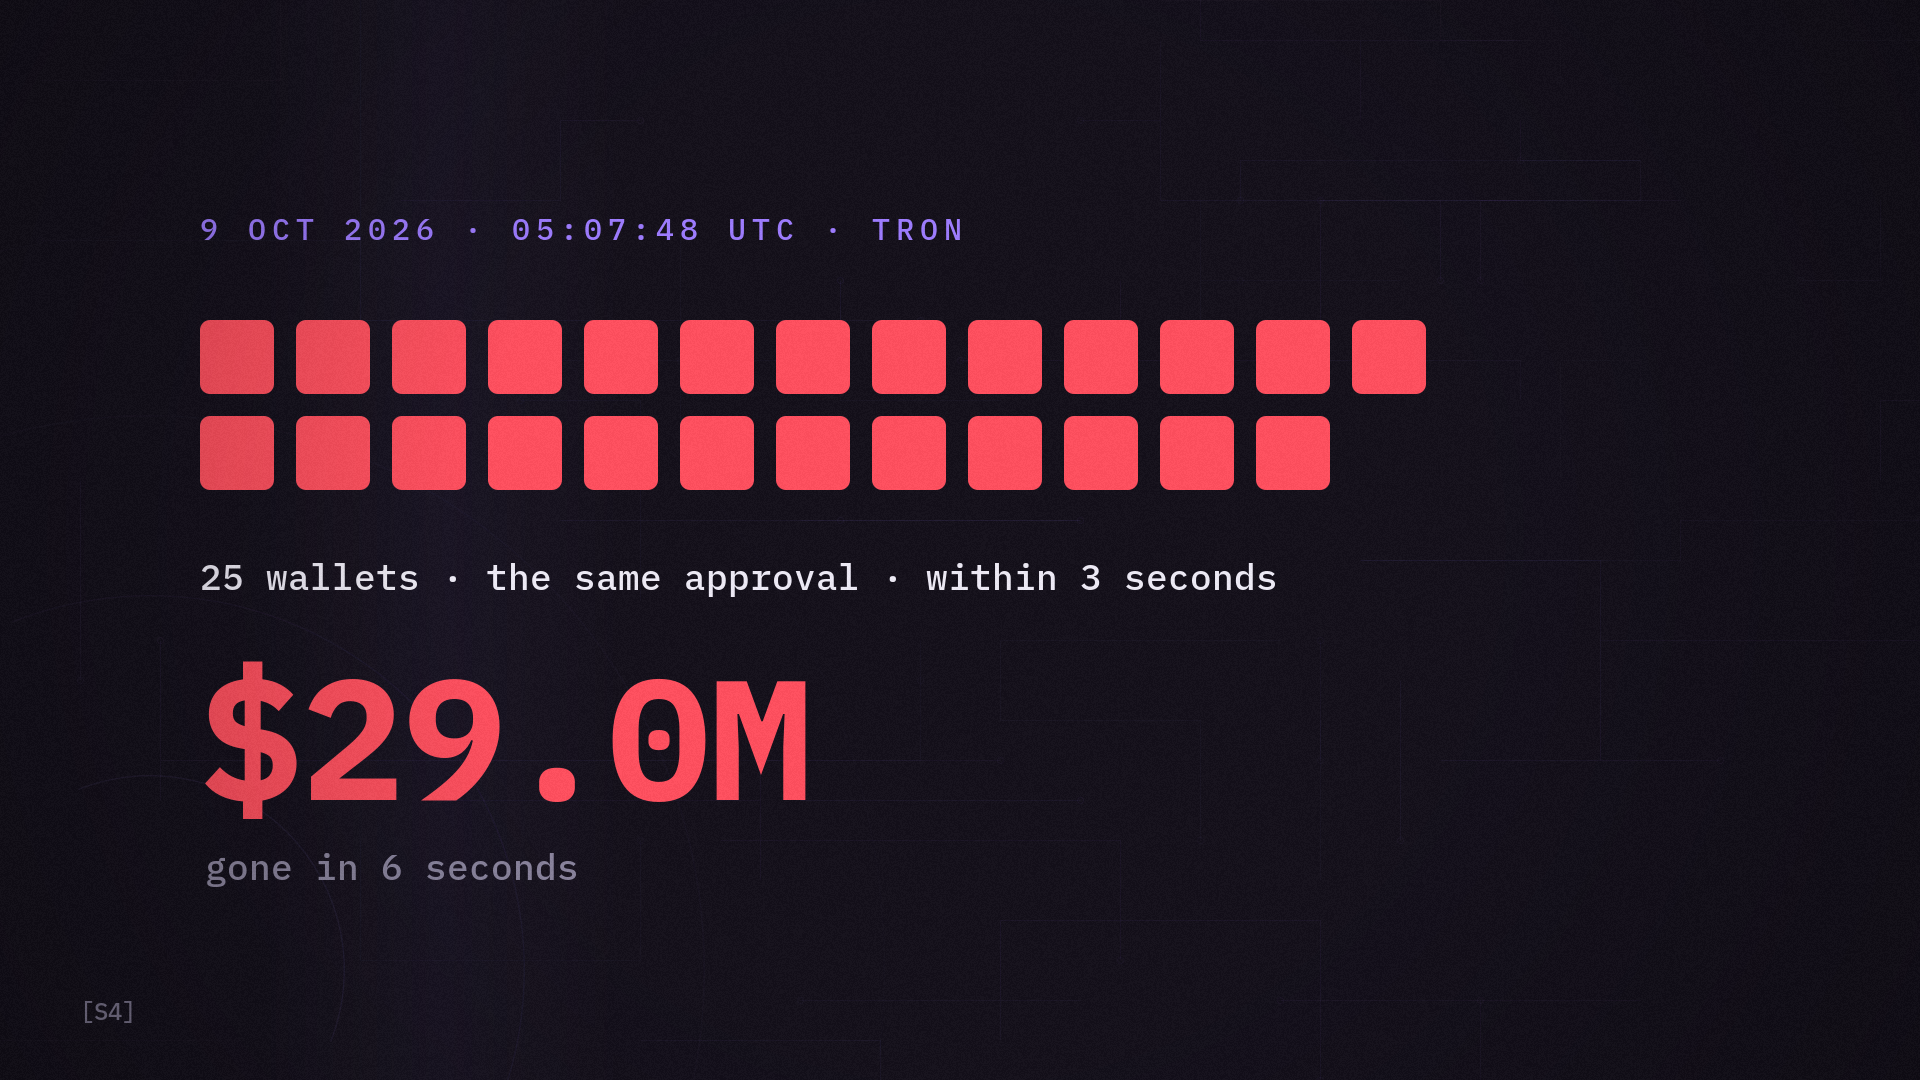 9 OCT 2026 · 05:07:48 UTC · TRON
25 wallets · the same approval · within 3 seconds
$29.0M
gone in 6 seconds
[S4]